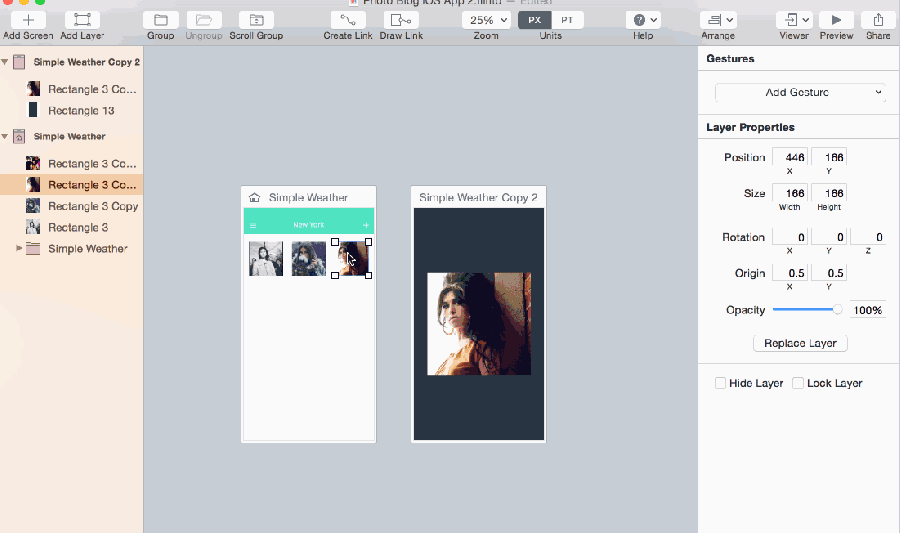 Photo Blog iOS App 2.flinto — Edited
25% PX PT
Add Screen Add Layer Group Ungroup Scroll Group Create Link Draw Link Zoom Units Help Arrange Viewer Preview Share
Simple Weather Copy 2
Rectangle 3 Co...
Rectangle 13
Simple Weather
Rectangle 3 Co...
Rectangle 3 Co...
Rectangle 3 Copy
Rectangle 3
Simple Weather
Simple Weather
New York
Simple Weather Copy 2
Gestures
Add Gesture
Layer Properties
Position 446 166
X Y
Size 166 166
Width Height
Rotation 0 0 0
X Y Z
Origin 0.5 0.5
X Y
Opacity 100%
Replace Layer
Hide Layer Lock Layer